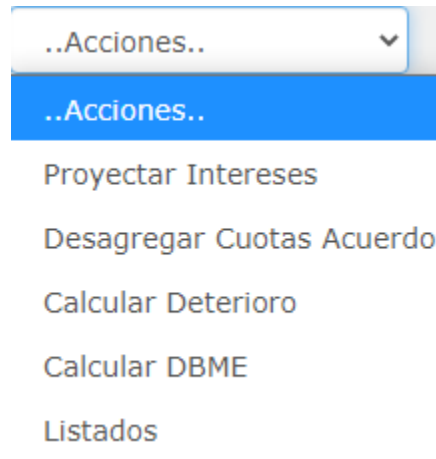 ..Acciones..
..Acciones..
Proyectar Intereses
Desagregar Cuotas Acuerdo
Calcular Deterioro
Calcular DBME
Listados